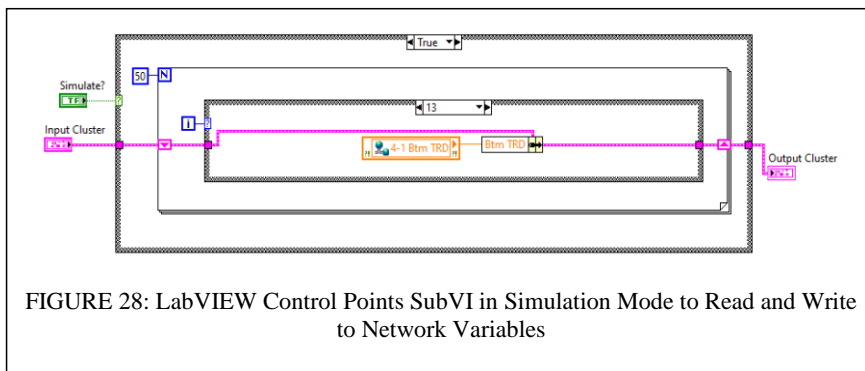 True
50
N
Simulate?
TF
?
13
i
?
Input Cluster
4-1 Btm TRD
Btm TRD
Output Cluster
FIGURE 28: LabVIEW Control Points SubVI in Simulation Mode to Read and Write
to Network Variables